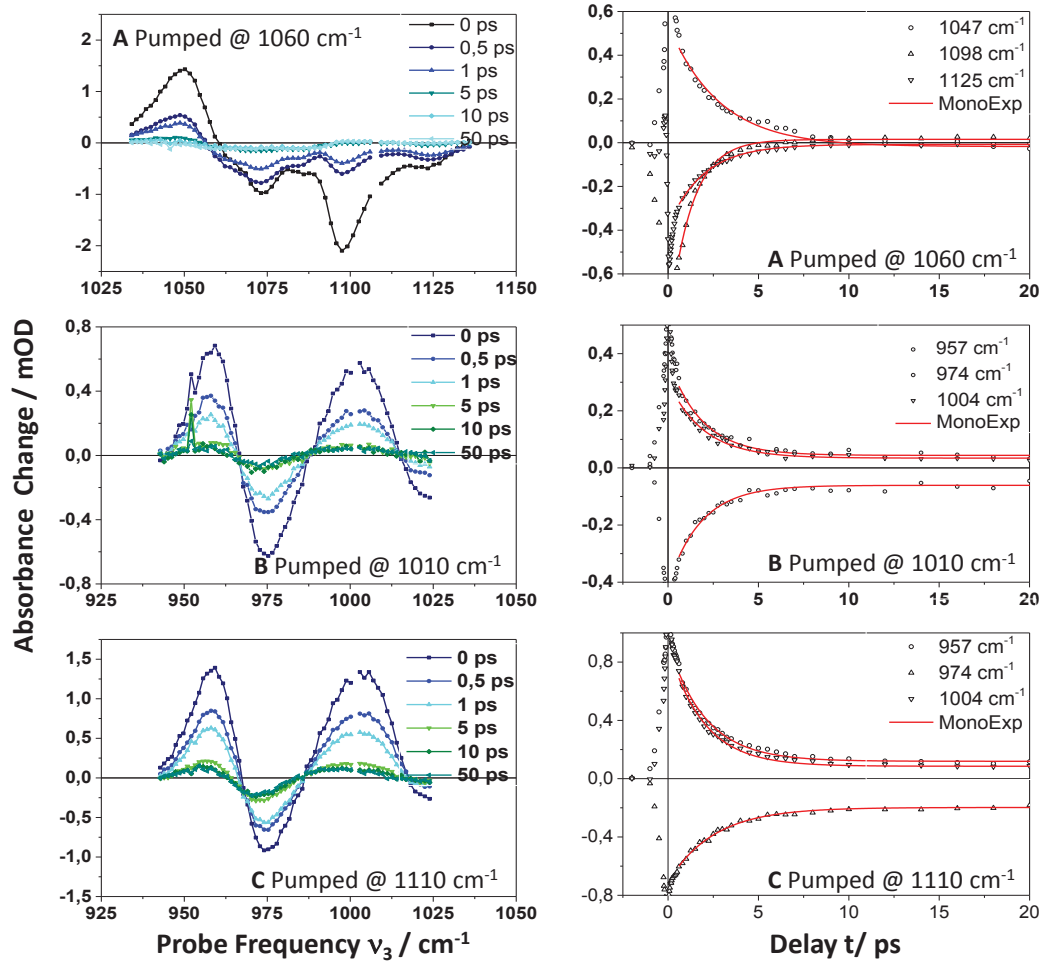 Absorbance Change / mOD
A Pumped @ 1060 cm-1
0 ps
0,5 ps
1 ps
5 ps
10 ps
50 ps
2
1
0
-1
-2
1025 1050 1075 1100 1125 1150
0,6
0,4
0,2
0,0
-0,2
-0,4
-0,6
1047 cm-1
1098 cm-1
1125 cm-1
MonoExp
A Pumped @ 1060 cm-1
0 5 10 15 20
0,8
0,4
0,0
-0,4
-0,8
0 ps
0,5 ps
1 ps
5 ps
10 ps
50 ps
B Pumped @ 1010 cm-1
925 950 975 1000 1025 1050
0,4
0,2
0,0
-0,2
-0,4
957 cm-1
974 cm-1
1004 cm-1
MonoExp
B Pumped @ 1010 cm-1
0 5 10 15 20
1,5
1,0
0,5
0,0
-0,5
-1,0
-1,5
0 ps
0,5 ps
1 ps
5 ps
10 ps
50 ps
C Pumped @ 1110 cm-1
925 950 975 1000 1025 1050
Probe Frequency ν3 / cm-1
0,8
0,4
0,0
-0,4
-0,8
957 cm-1
974 cm-1
1004 cm-1
MonoExp
C Pumped @ 1110 cm-1
0 5 10 15 20
Delay t/ ps